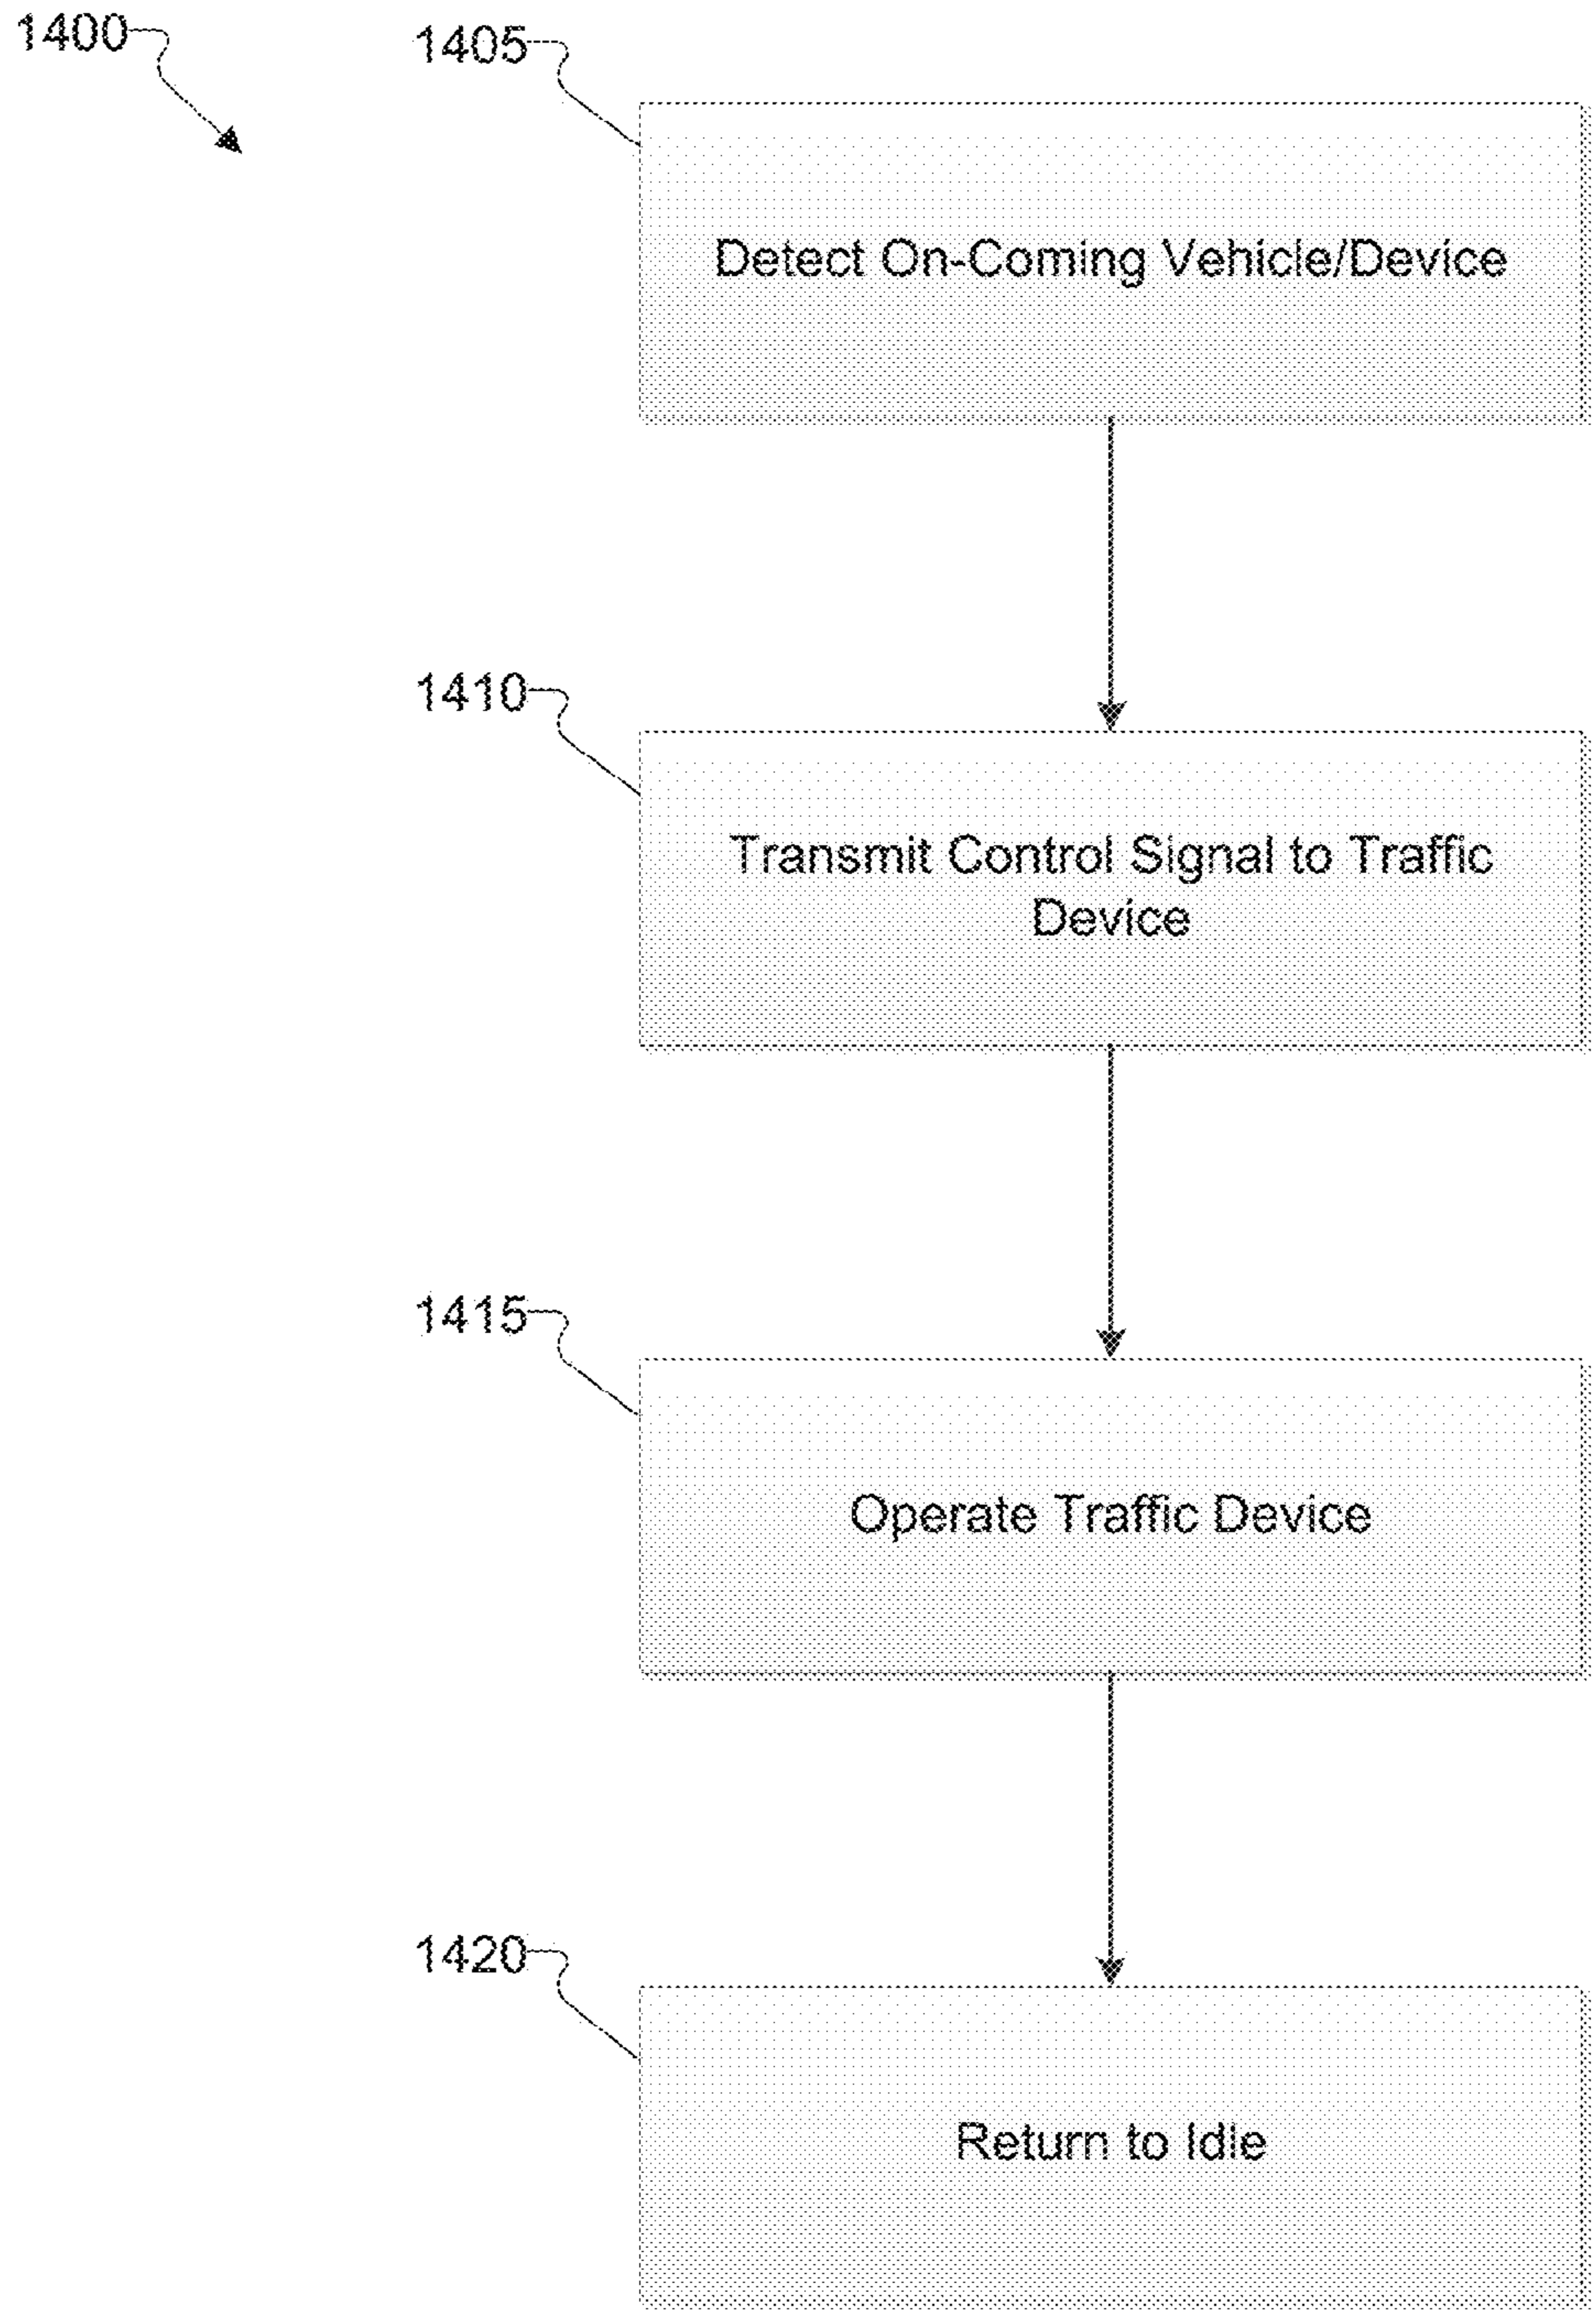 1400
1405
Detect On-Coming Vehicle/Device
1410
Transmit Control Signal to Traffic
Device
1415
Operate Traffic Device
1420
Return to Idle